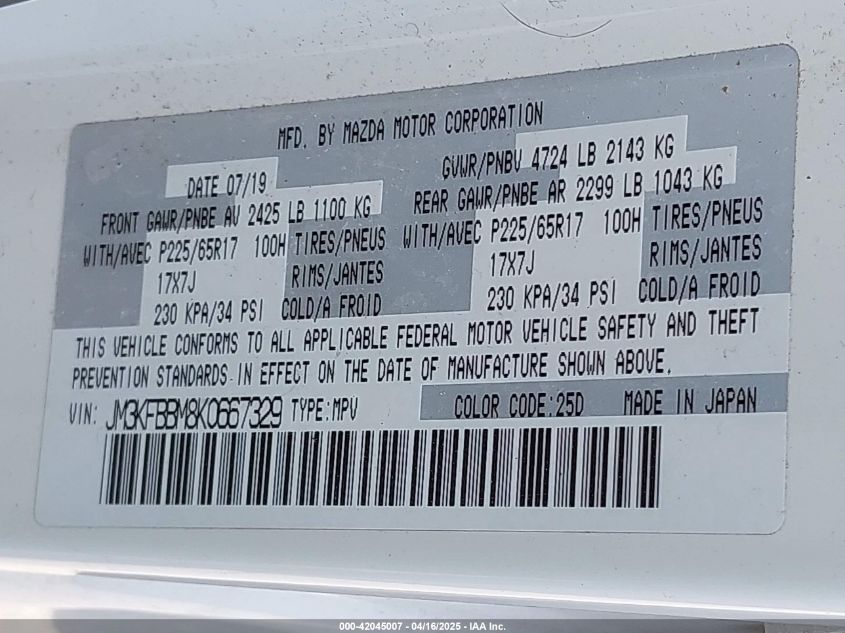 MFD. BY MAZDA MOTOR CORPORATION
DATE 07/19 GVWR/PNBV 4724 LB 2143 KG
FRONT GAWR/PNBE AV 2425 LB 1100 KG REAR GAWR/PNBE AR 2299 LB 1043 KG
WITH/AVEC P225/65R17 100H TIRES/PNEUS WITH/AVEC P225/65R17 100H TIRES/PNEUS
17X7J RIMS/JANTES 17X7J RIMS/JANTES
230 KPA/34 PSI COLD/A FROID 230 KPA/34 PSI COLD/A FROID
THIS VEHICLE CONFORMS TO ALL APPLICABLE FEDERAL MOTOR VEHICLE SAFETY AND THEFT
PREVENTION STANDARDS IN EFFECT ON THE DATE OF MANUFACTURE SHOWN ABOVE.
VIN: JM3KFBBM8K0667329 TYPE:MPV COLOR CODE:25D MADE IN JAPAN
000-42045007 - 04/16/2025 - IAA Inc.